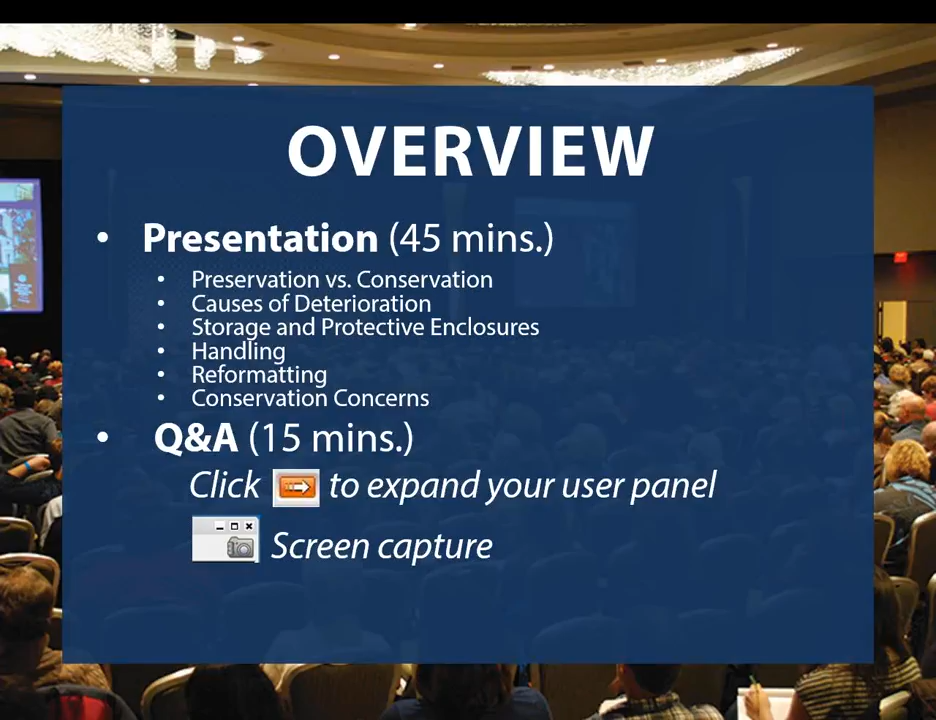 OVERVIEW
• Presentation (45 mins.)
• Preservation vs. Conservation
• Causes of Deterioration
• Storage and Protective Enclosures
• Handling
• Reformatting
• Conservation Concerns
• Q&A (15 mins.)
Click to expand your user panel
Screen capture